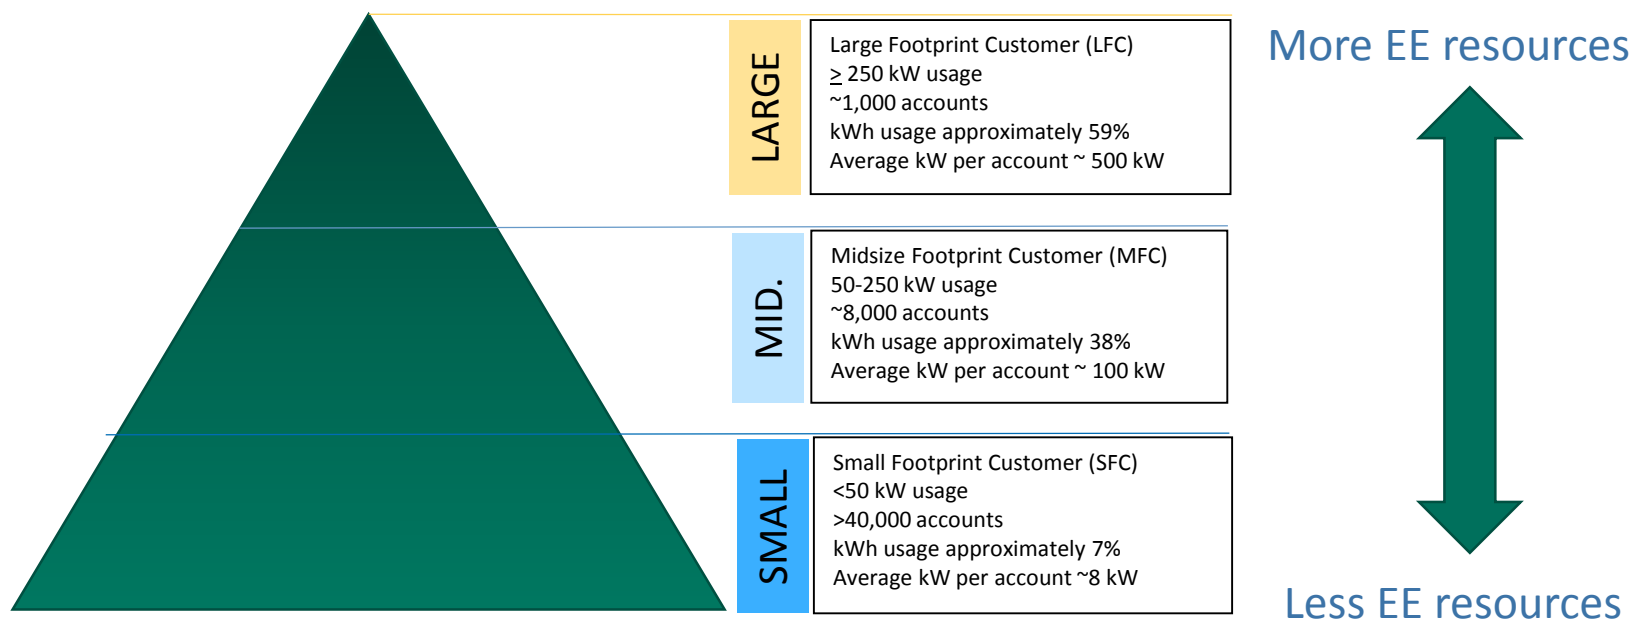 LARGE
Large Footprint Customer (LFC)
≥ 250 kW usage
~1,000 accounts
kWh usage approximately 59%
Average kW per account ~ 500 kW
MID.
Midsize Footprint Customer (MFC)
50-250 kW usage
~8,000 accounts
kWh usage approximately 38%
Average kW per account ~ 100 kW
SMALL
Small Footprint Customer (SFC)
<50 kW usage
>40,000 accounts
kWh usage approximately 7%
Average kW per account ~8 kW
More EE resources
Less EE resources